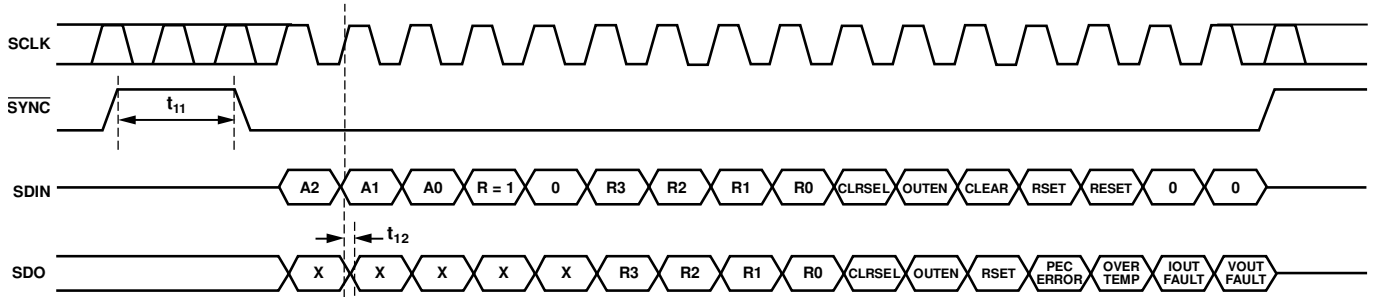 SCLK
SYNC
t11
SDIN A2 A1 A0 R = 1 0 R3 R2 R1 R0 CLRSEL OUTEN CLEAR RSET RESET 0 0
t12
SDO X X X X X R3 R2 R1 R0 CLRSEL OUTEN RSET PEC ERROR OVER TEMP IOUT FAULT VOUT FAULT